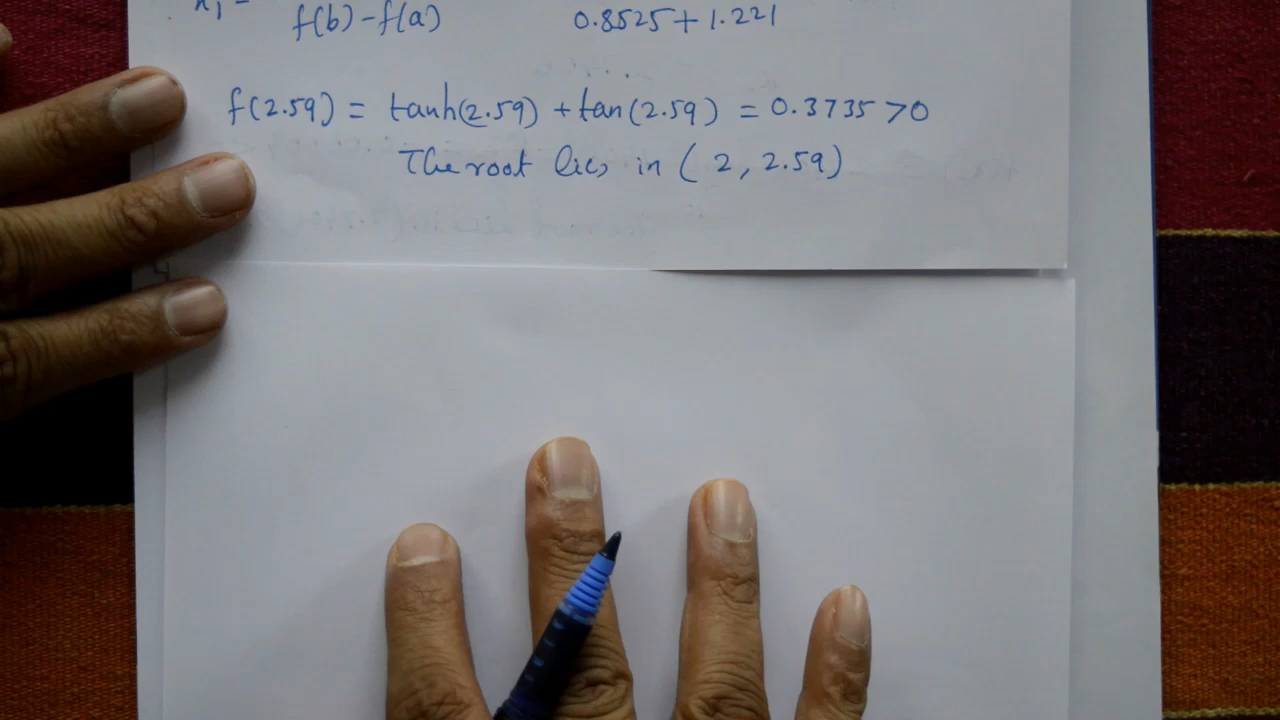 x₁ =
f(b) - f(a) 0.8525 + 1.221
f(2.59) = tanh(2.59) + tan(2.59) = 0.3735 > 0
The root lies in (2, 2.59)